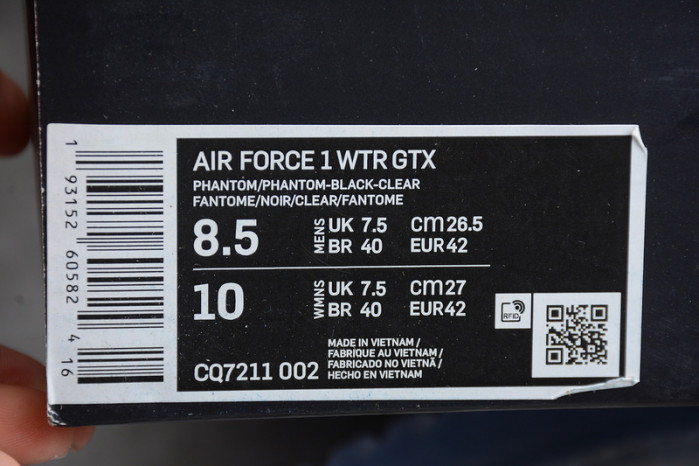 1 93152 60582 4 16
AIR FORCE 1 WTR GTX
PHANTOM/PHANTOM-BLACK-CLEAR
FANTOME/NOIR/CLEAR/FANTOME
8.5 MENS UK 7.5 cm 26.5
BR 40 EUR 42
10 WMNS UK 7.5 cm 27
BR 40 EUR 42
RFID
CQ7211 002
MADE IN VIETNAM /
FABRIQUE AU VIETNAM /
FABRICADO NO VIETNÃ /
HECHO EN VIETNAM